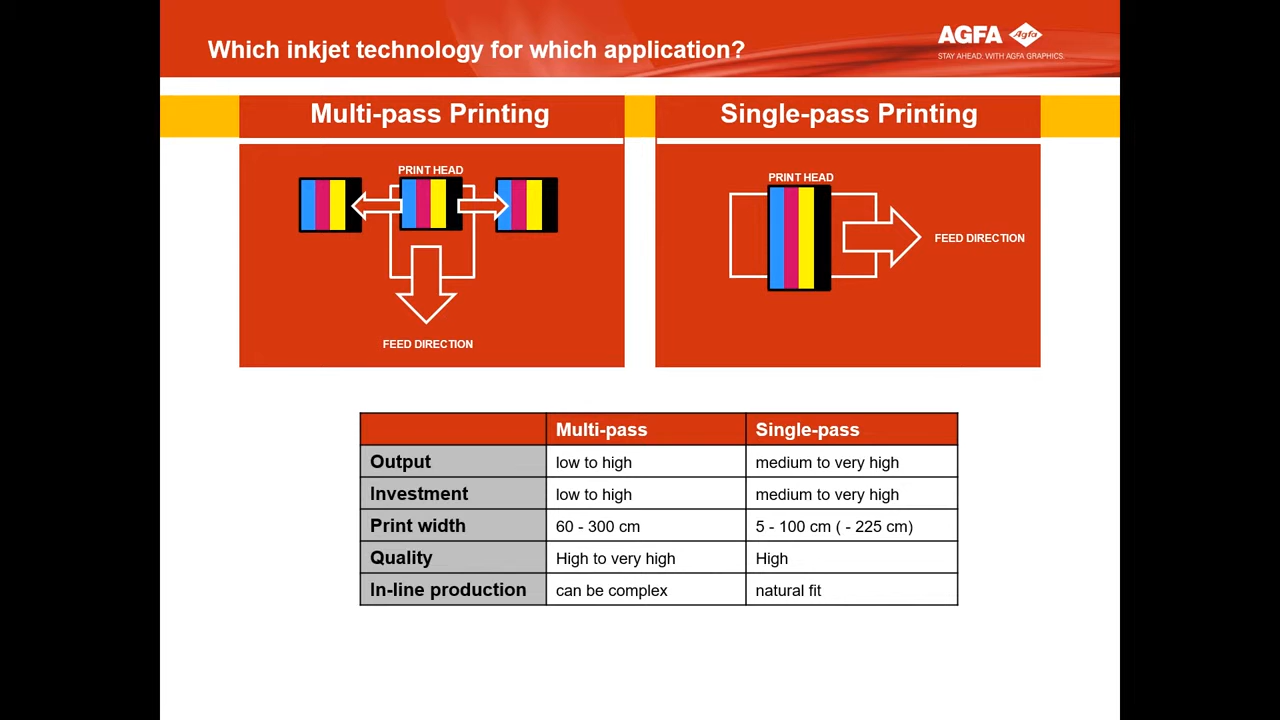 Which inkjet technology for which application?
AGFA Agfa
STAY AHEAD. WITH AGFA GRAPHICS.
Multi-pass Printing
Single-pass Printing
PRINT HEAD
FEED DIRECTION
PRINT HEAD
FEED DIRECTION
Multi-pass Single-pass
Output low to high medium to very high
Investment low to high medium to very high
Print width 60 - 300 cm 5 - 100 cm ( - 225 cm)
Quality High to very high High
In-line production can be complex natural fit